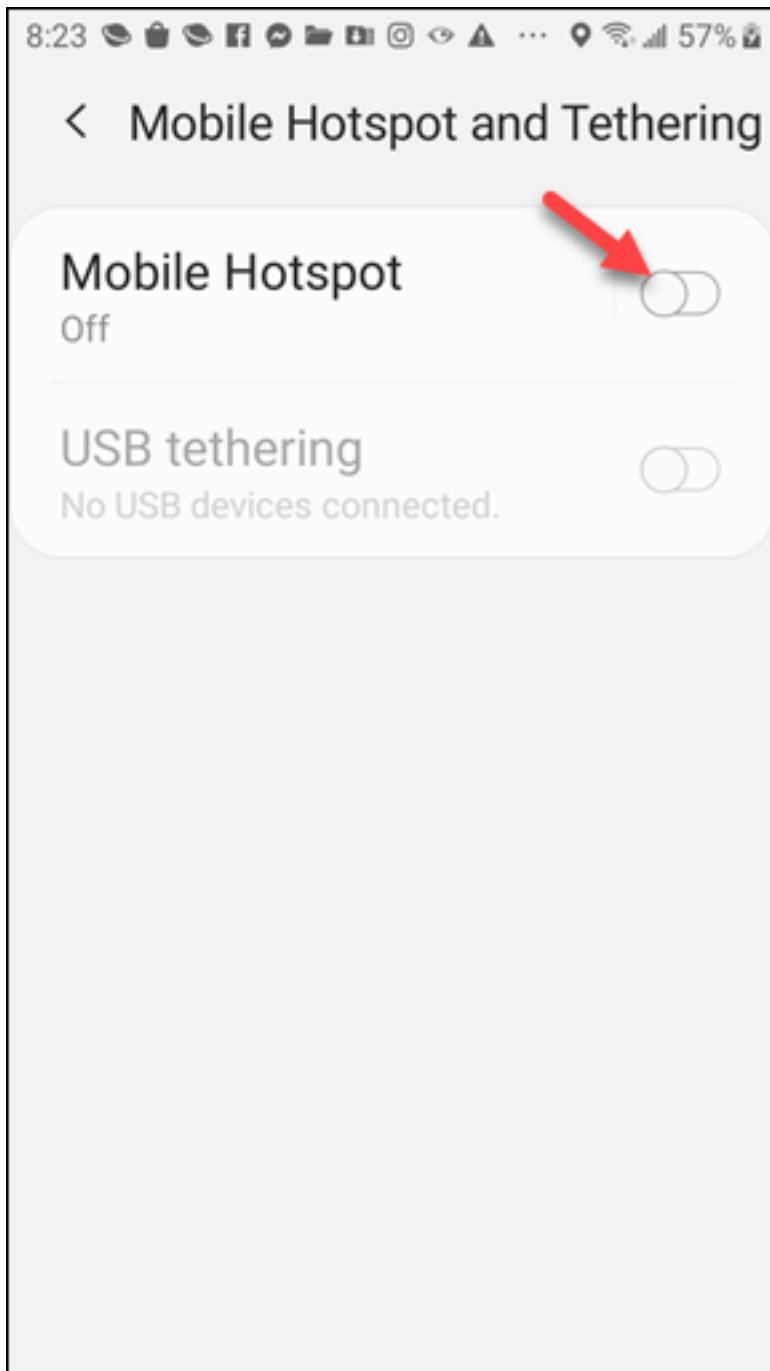 8:23 57%
Mobile Hotspot and Tethering
Mobile Hotspot
Off
USB tethering
No USB devices connected.